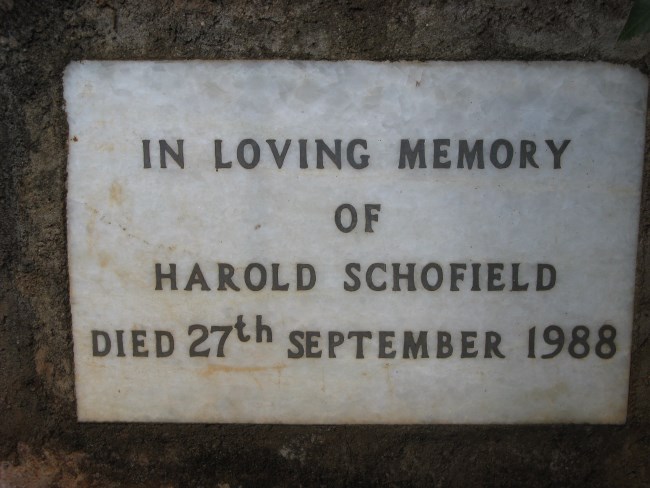 IN LOVING MEMORY
OF
HAROLD SCHOFIELD
DIED 27th SEPTEMBER 1988